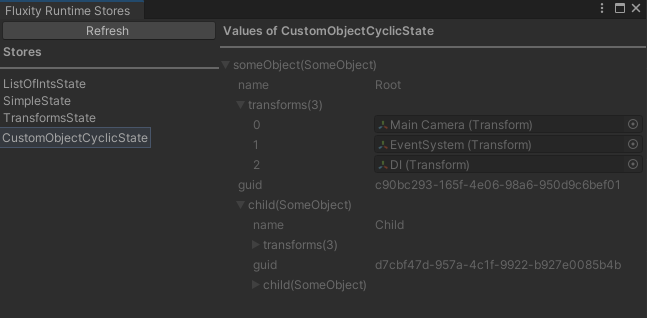 Fluxity Runtime Stores
Refresh
Values of CustomObjectCyclicState
Stores
ListOfIntsState
SimpleState
TransformsState
CustomObjectCyclicState
someObject(SomeObject)
name Root
transforms(3)
0 Main Camera (Transform)
1 EventSystem (Transform)
2 DI (Transform)
guid c90bc293-165f-4e06-98a6-950d9c6bef01
child(SomeObject)
name Child
transforms(3)
guid d7cbf47d-957a-4c1f-9922-b927e0085b4b
child(SomeObject)